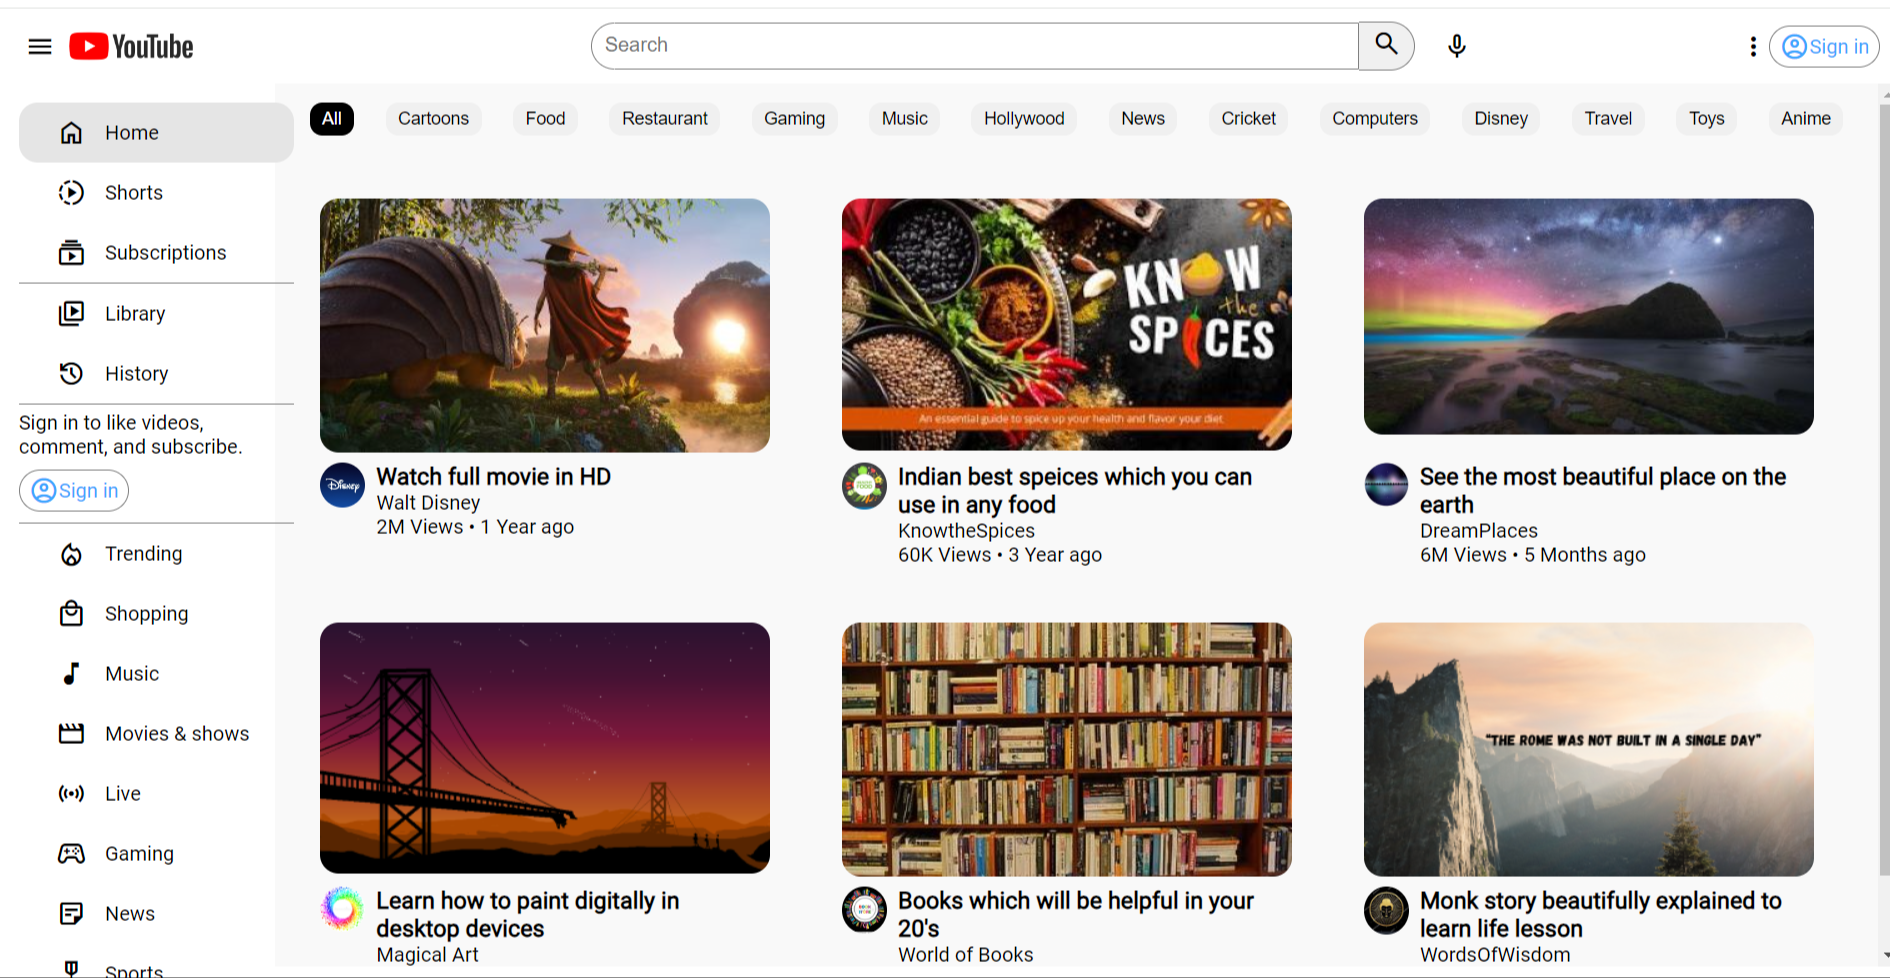 YouTube
Search
Sign in
Home
Shorts
Subscriptions
Library
History
Sign in to like videos,
comment, and subscribe.
Sign in
Trending
Shopping
Music
Movies & shows
Live
Gaming
News
Sports
All Cartoons Food Restaurant Gaming Music Hollywood News Cricket Computers Disney Travel Toys Anime
KNOW
the
SPICES
An essential guide to spice up your health and flavor your diet
Disney
Watch full movie in HD
Walt Disney
2M Views • 1 Year ago
Indian best speices which you can
use in any food
KnowtheSpices
60K Views • 3 Year ago
See the most beautiful place on the
earth
DreamPlaces
6M Views • 5 Months ago
"THE ROME WAS NOT BUILT IN A SINGLE DAY"
Learn how to paint digitally in
desktop devices
Magical Art
Books which will be helpful in your
20's
World of Books
Monk story beautifully explained to
learn life lesson
WordsOfWisdom